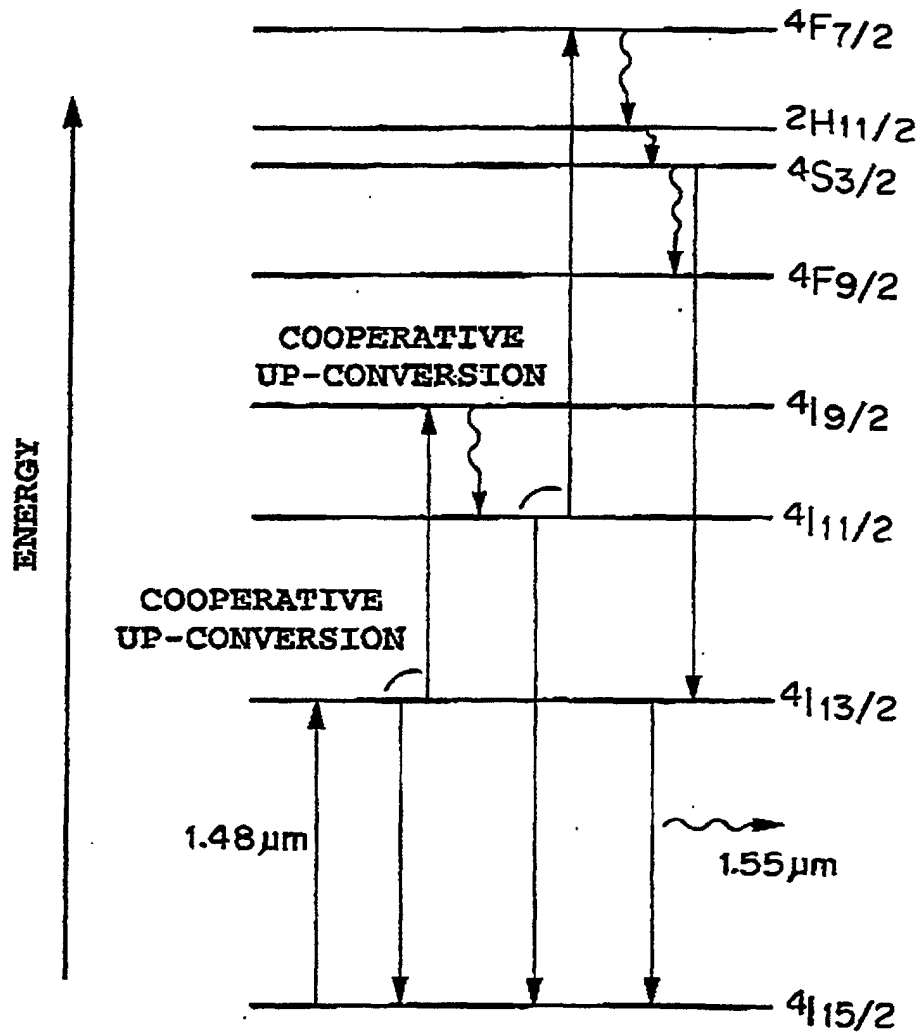 4F7/2
2H11/2
4S3/2
4F9/2
COOPERATIVE
UP-CONVERSION
4I9/2
ENERGY
4I11/2
COOPERATIVE
UP-CONVERSION
4I13/2
1.48µm
1.55µm
4I15/2